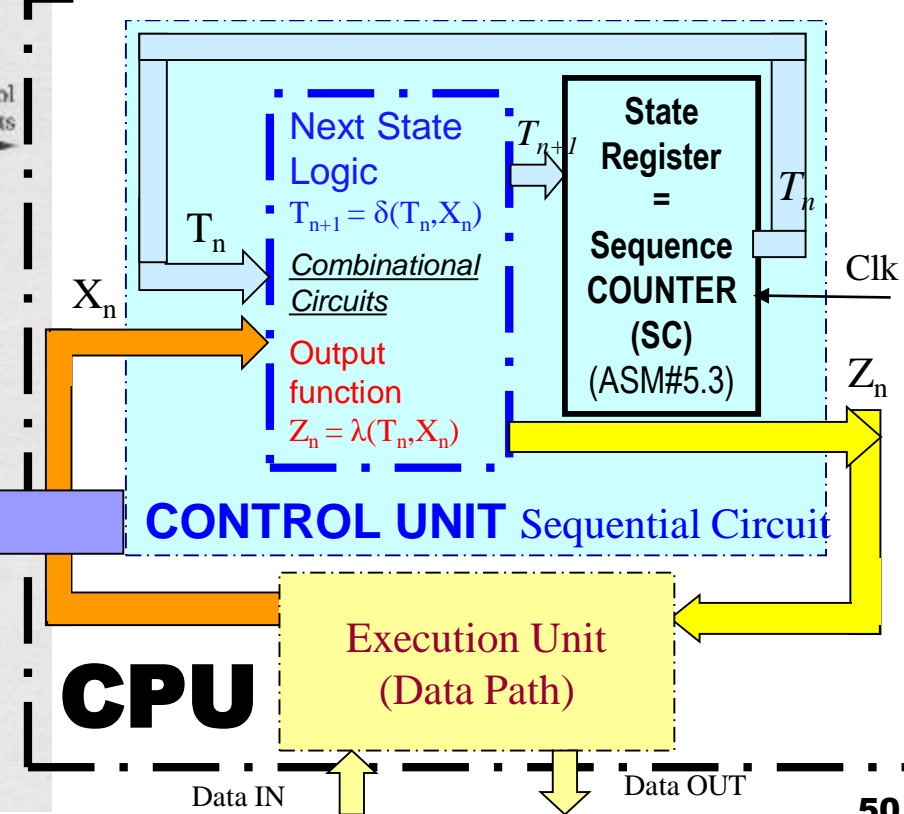 Next State
Logic
Tn+1 = δ(Tn,Xn)
Combinational
Circuits
Output
function
Zn = λ(Tn,Xn)
Tn+1
State
Register
=
Sequence
COUNTER
(SC)
(ASM#5.3)
Tn
Tn
Xn
Clk
Zn
CONTROL UNIT Sequential Circuit
Execution Unit
(Data Path)
CPU
Data IN
Data OUT
50